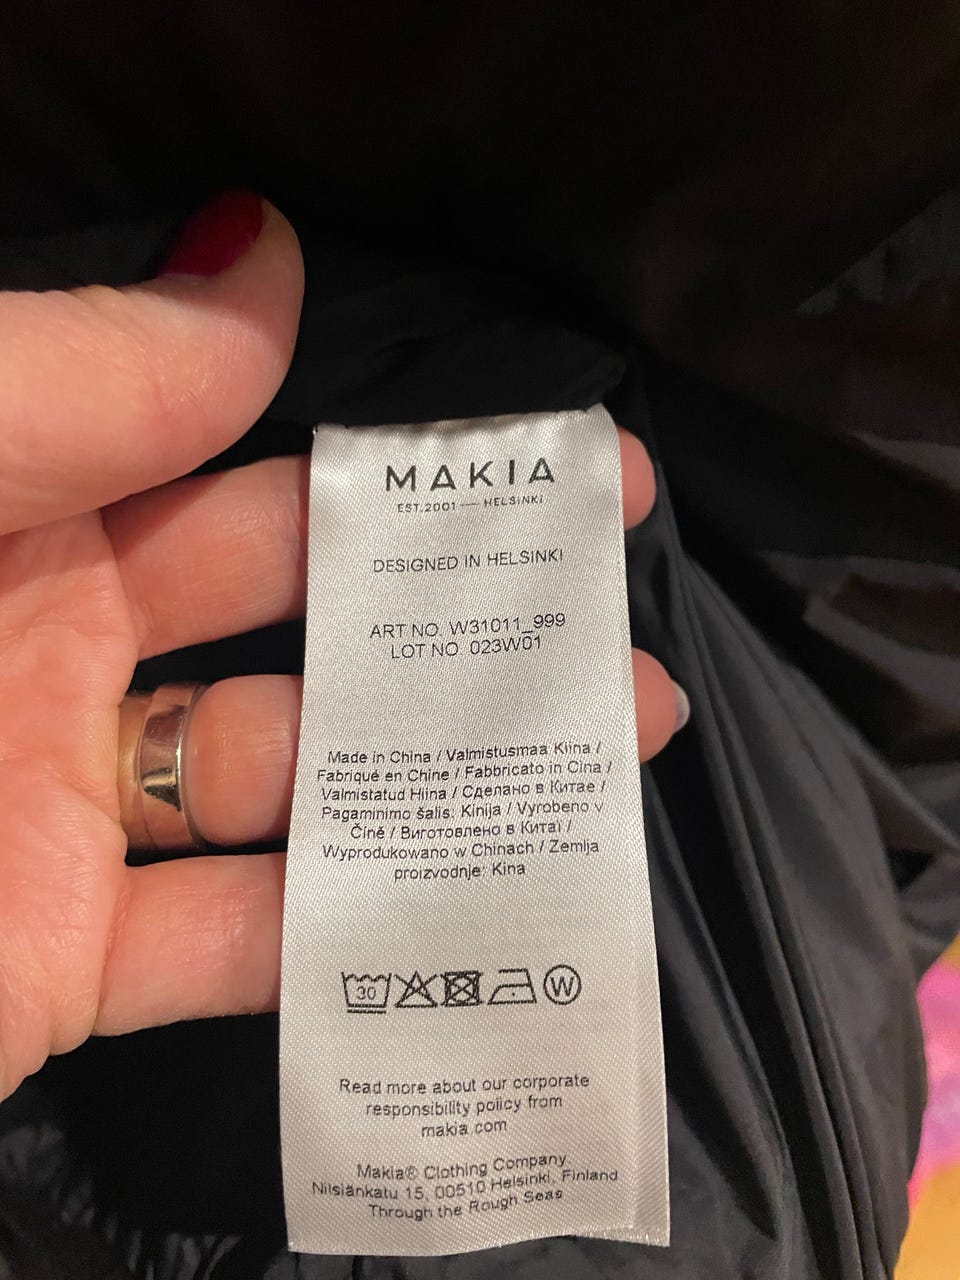 MAKIA
EST.2001 — HELSINKI
DESIGNED IN HELSINKI
ART NO. W31011_999
LOT NO. 023W01
Made in China / Valmistusmaa Kiina /
Fabriqué en Chine / Fabbricato in Cina /
Valmistatud Hiina / Сделано в Китае /
Pagaminimo šalis: Kinija / Vyrobeno v
Číně / Виготовлено в Китаї /
Wyprodukowano w Chinach / Zemlja
proizvodnje: Kina
30 W
Read more about our corporate
responsibility policy from
makia.com
Makia® Clothing Company
Nilsiänkatu 15, 00510 Helsinki, Finland
Through the Rough Seas